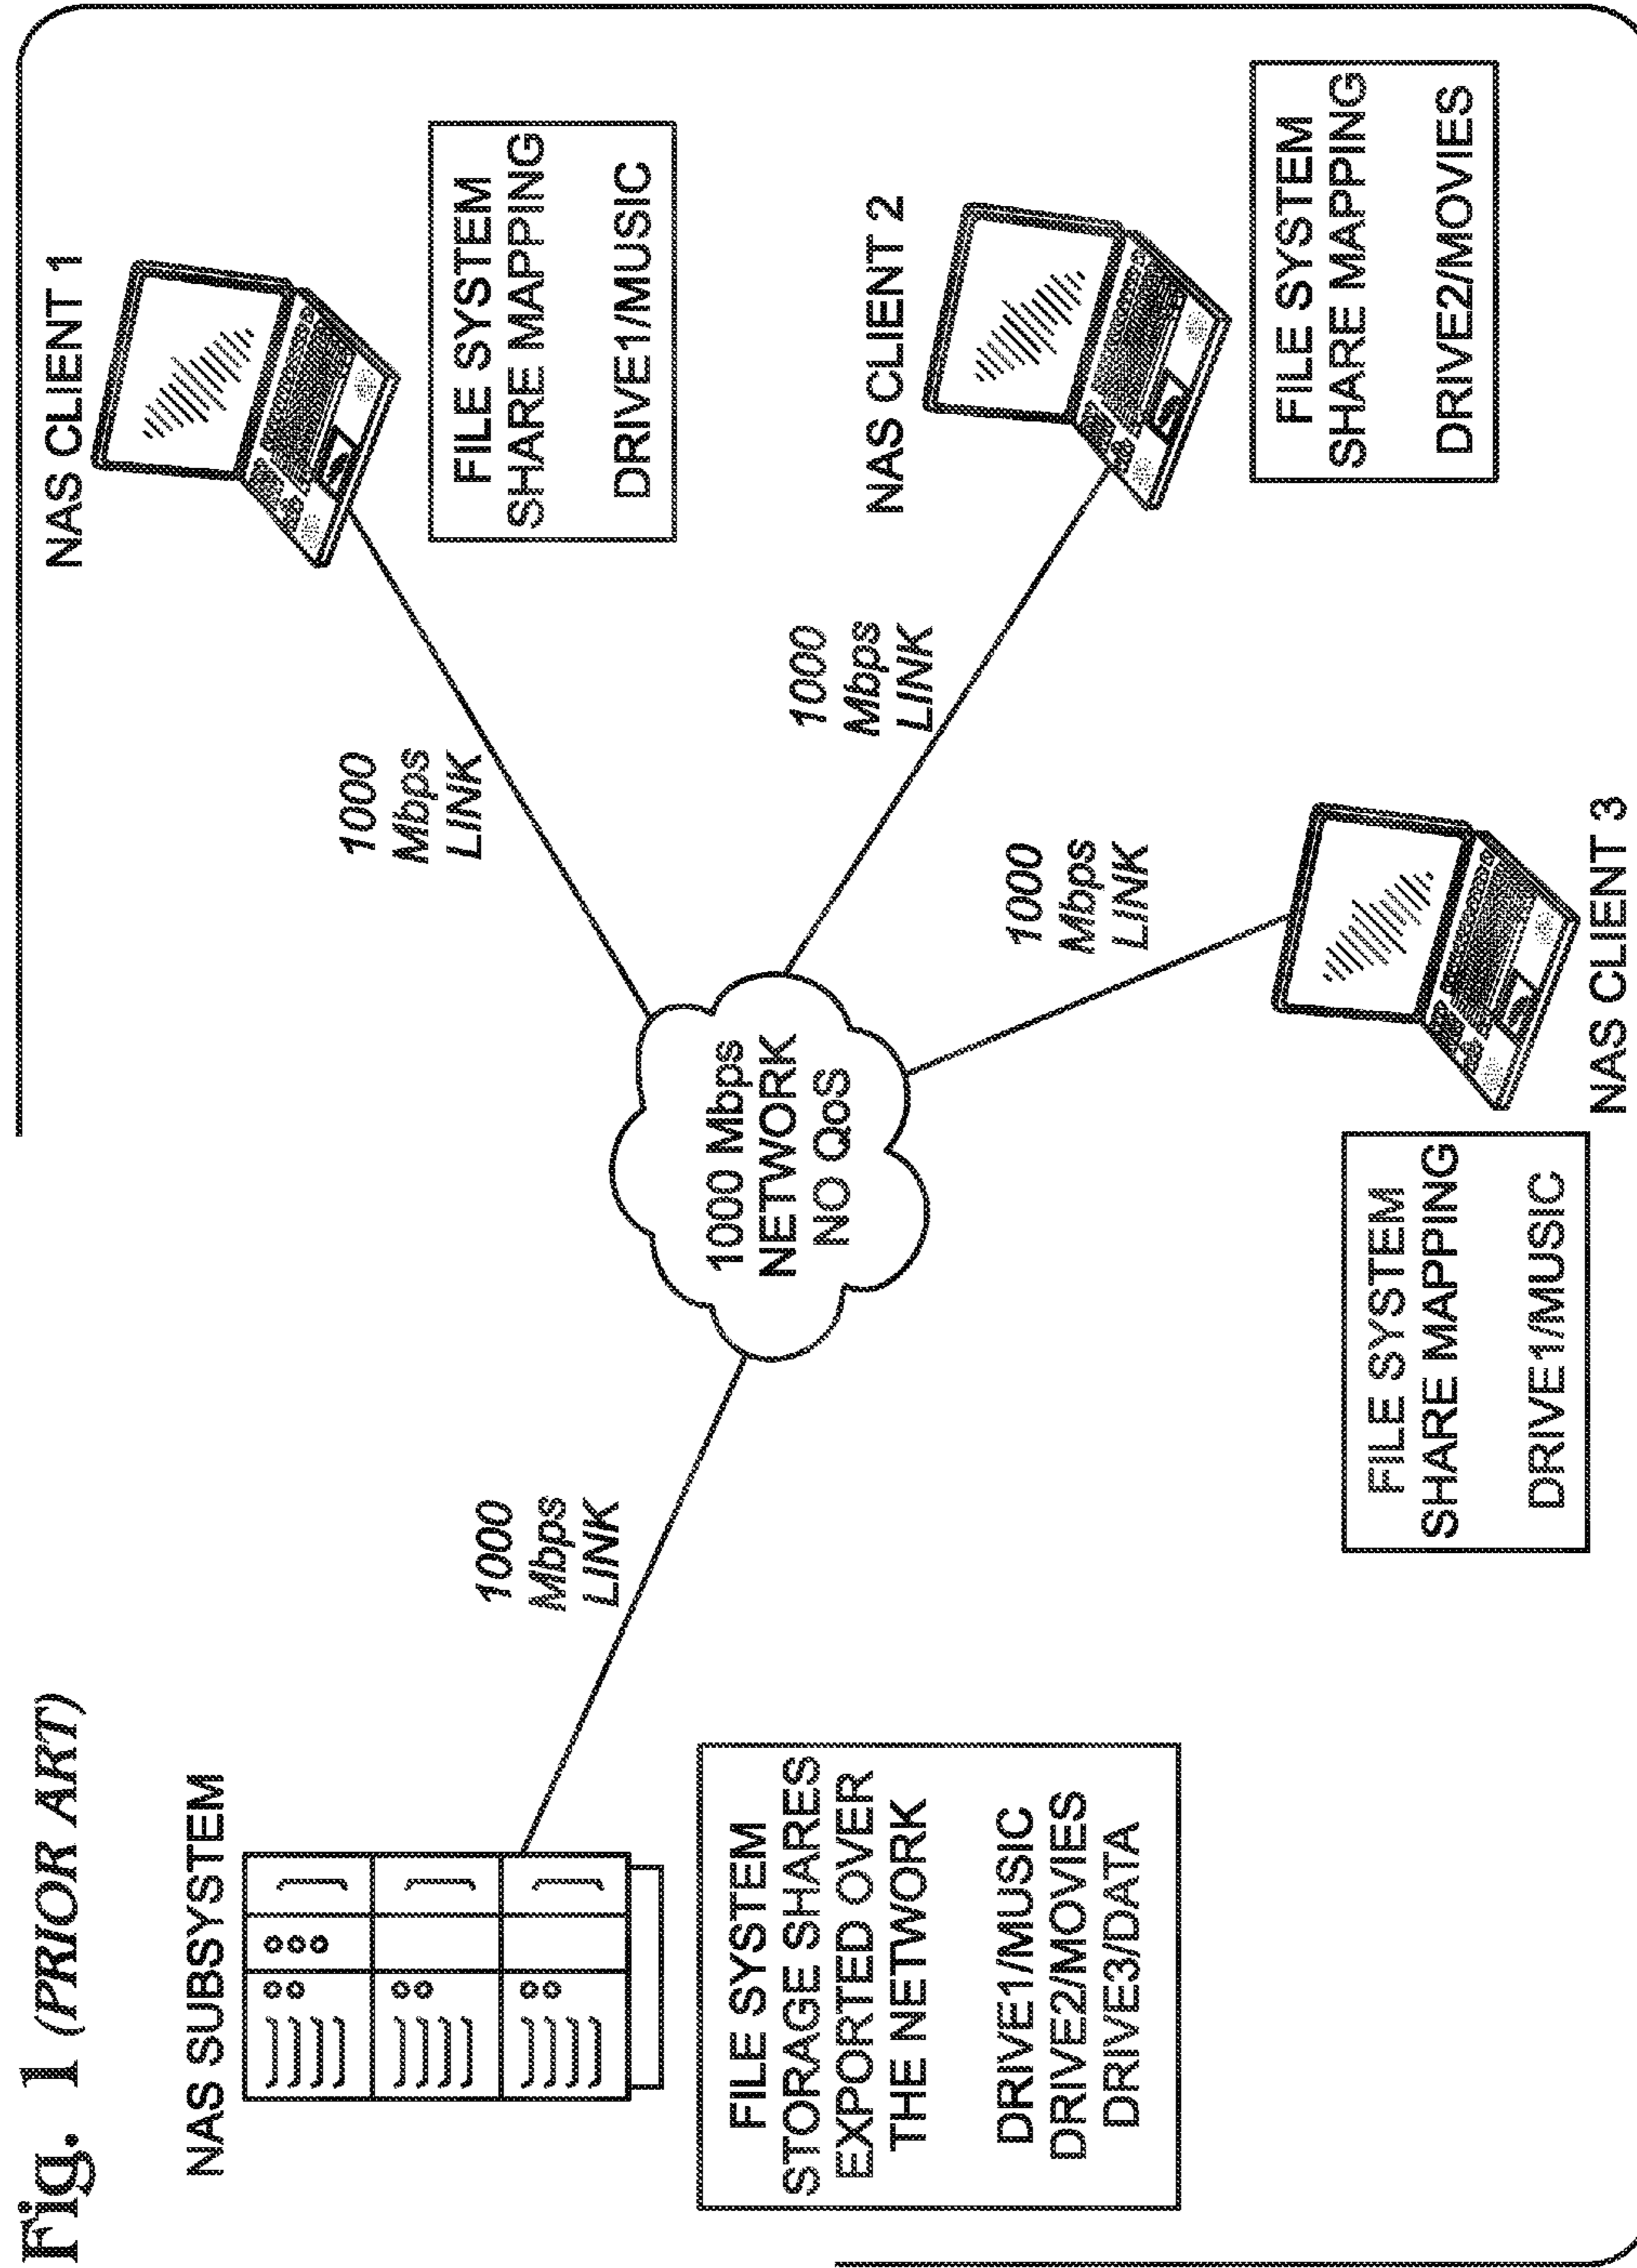 Fig. 1 (PRIOR ART)
NAS SUBSYSTEM
FILE SYSTEM
STORAGE SHARES
EXPORTED OVER
THE NETWORK
DRIVE1/MUSIC
DRIVE2/MOVIES
DRIVE3/DATA
1000
Mbps
LINK
1000 Mbps
NETWORK
NO QoS
1000
Mbps
LINK
NAS CLIENT 1
FILE SYSTEM
SHARE MAPPING
DRIVE1/MUSIC
1000
Mbps
LINK
NAS CLIENT 2
FILE SYSTEM
SHARE MAPPING
DRIVE2/MOVIES
1000
Mbps
LINK
FILE SYSTEM
SHARE MAPPING
DRIVE1/MUSIC
NAS CLIENT 3